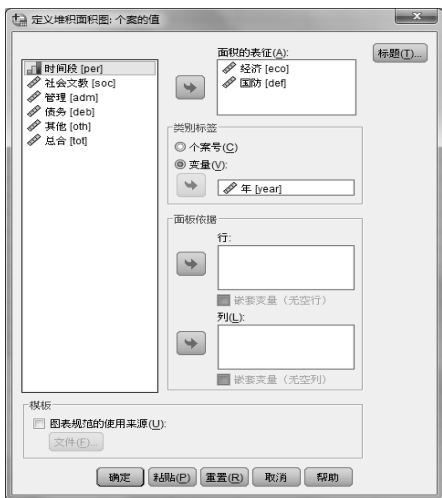 定义堆积面积图: 个案的值
时间段 [per]
社会文教 [soc]
管理 [adm]
债务 [deb]
其他 [oth]
总合 [tot]
面积的表征(A):
经济 [eco]
国防 [def]
标题(T)...
类别标签
个案号(C)
变量(V):
年 [year]
面板依据
行:
嵌套变量（无空行）
列(L):
嵌套变量（无空列）
模板
图表规范的使用来源(U):
文件(F)...
确定
粘贴(P)
重置(R)
取消
帮助